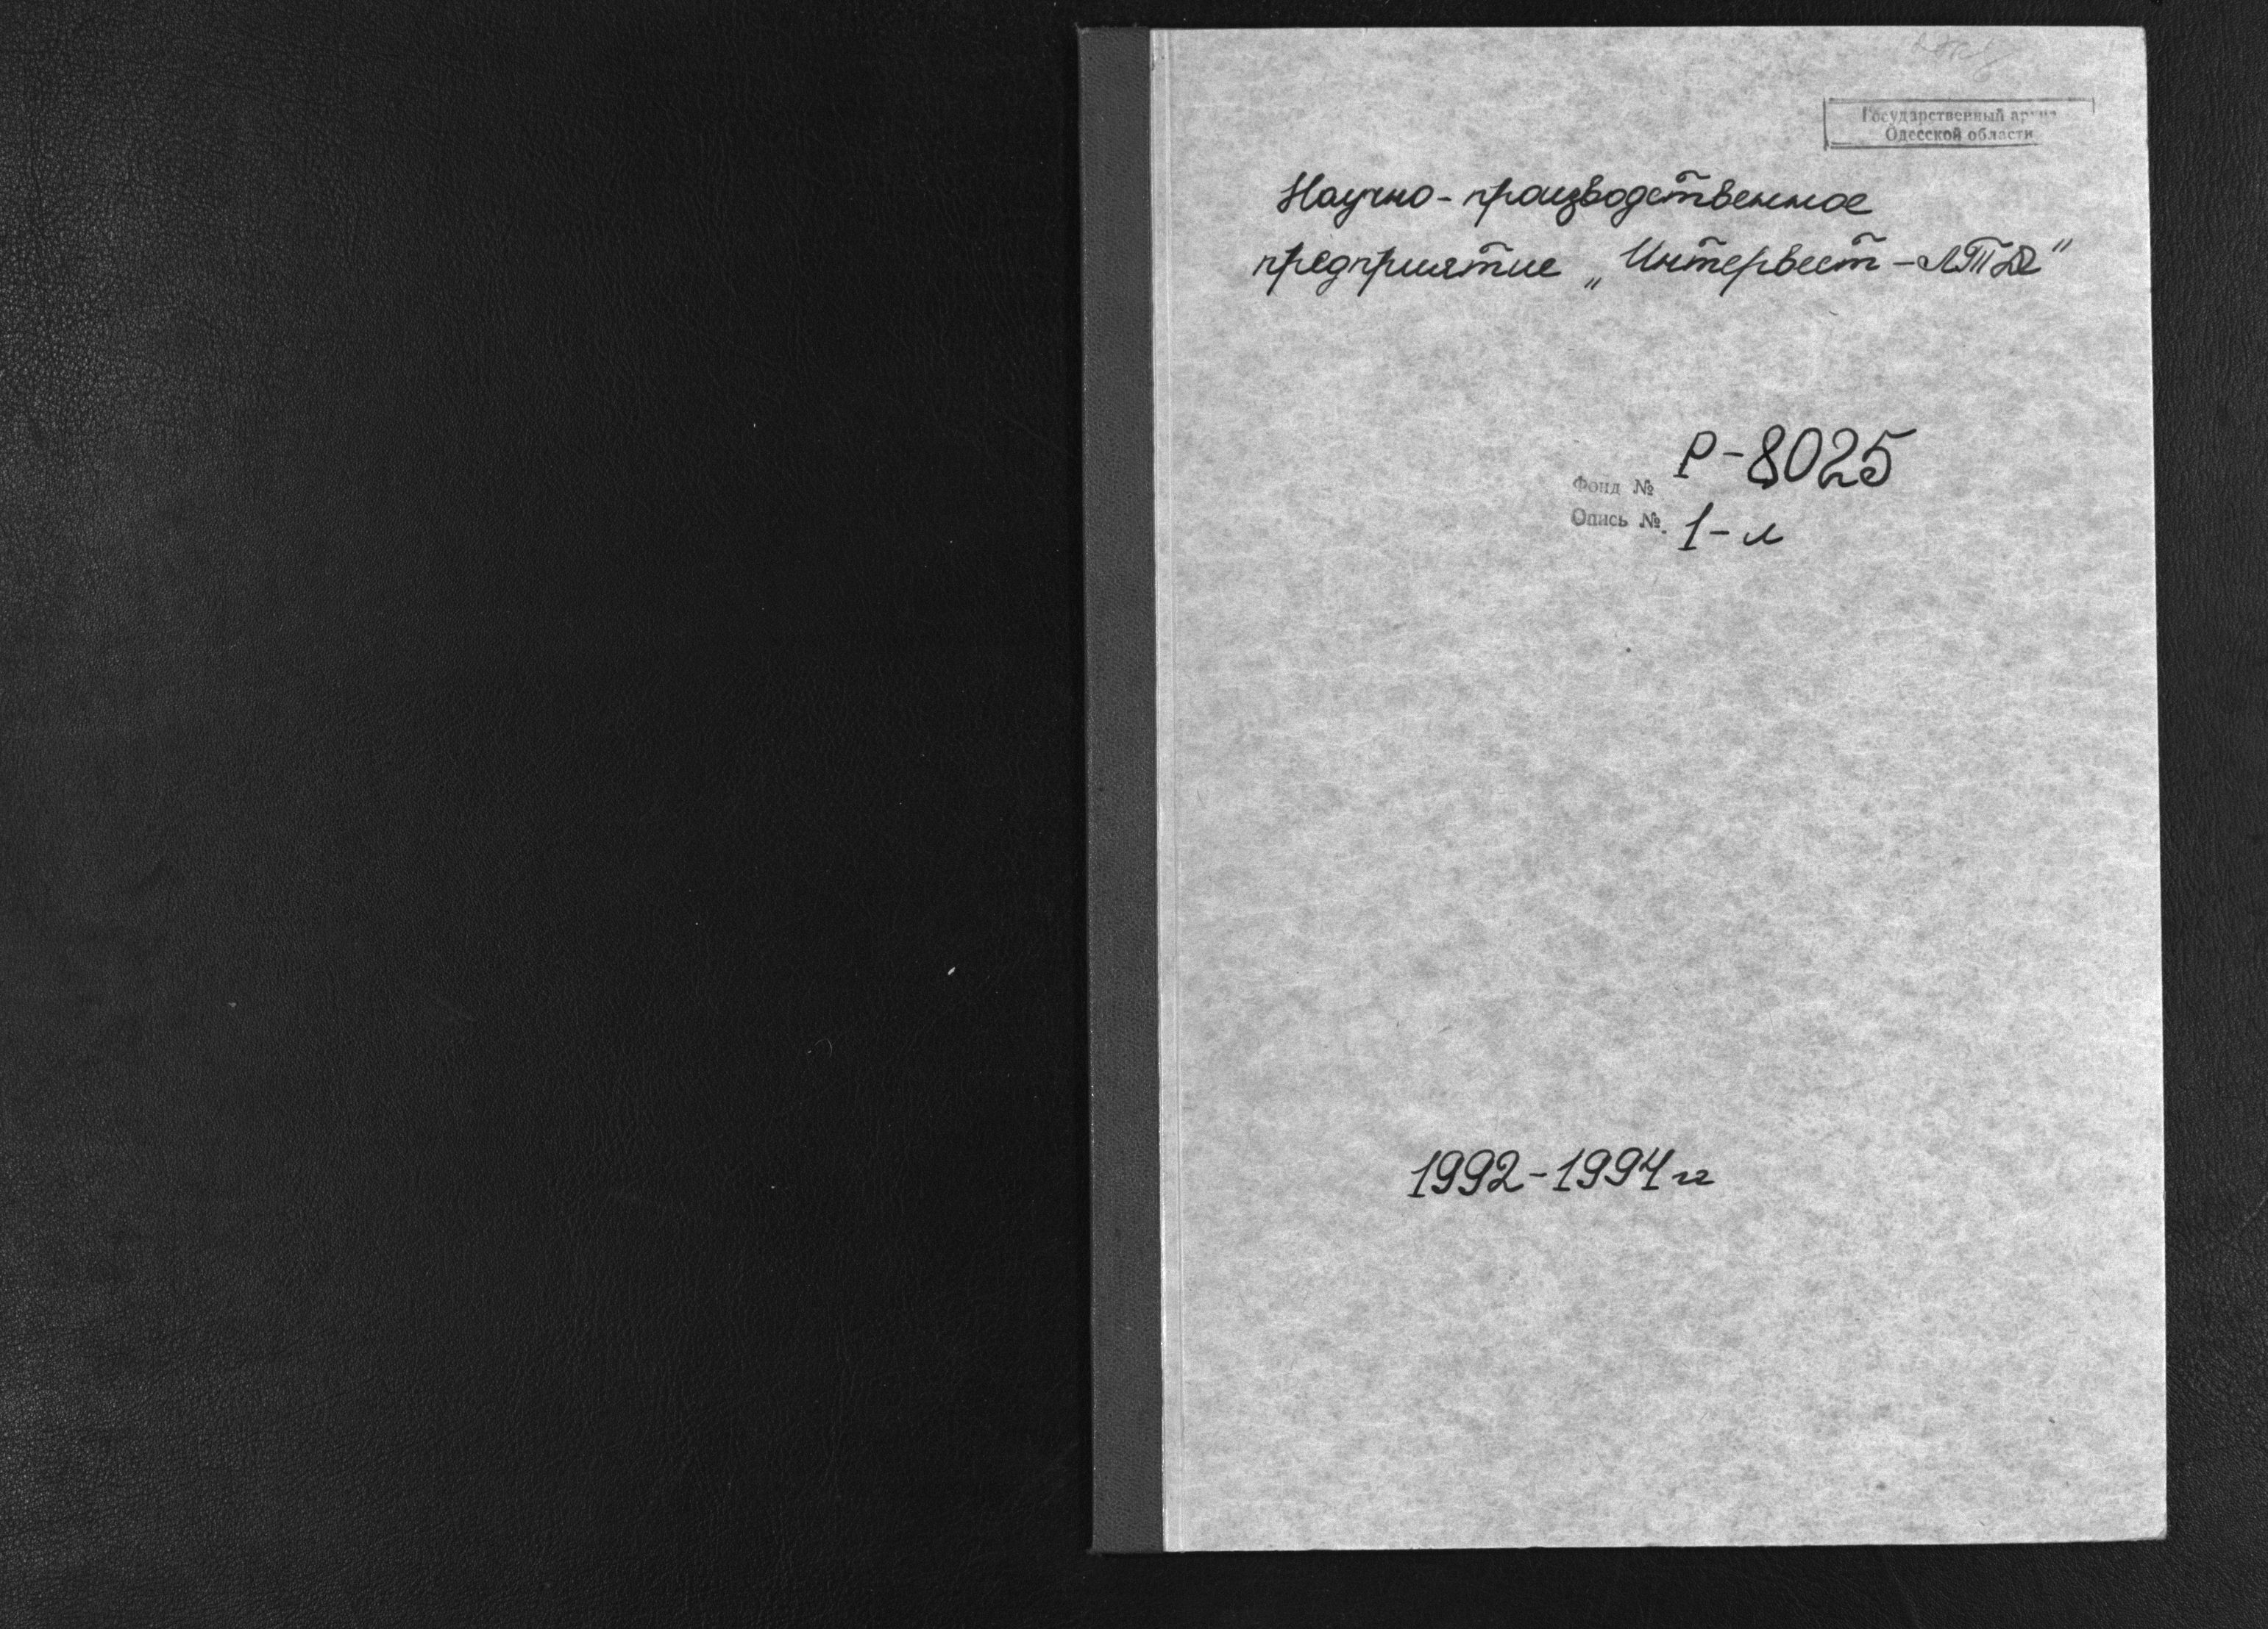 Государственный архив
Одесской области
Научно-производственное
предприятие „Интервест-ЛТД"
Фонд № Р-8025
Опись № 1-л
1992-1994 гг